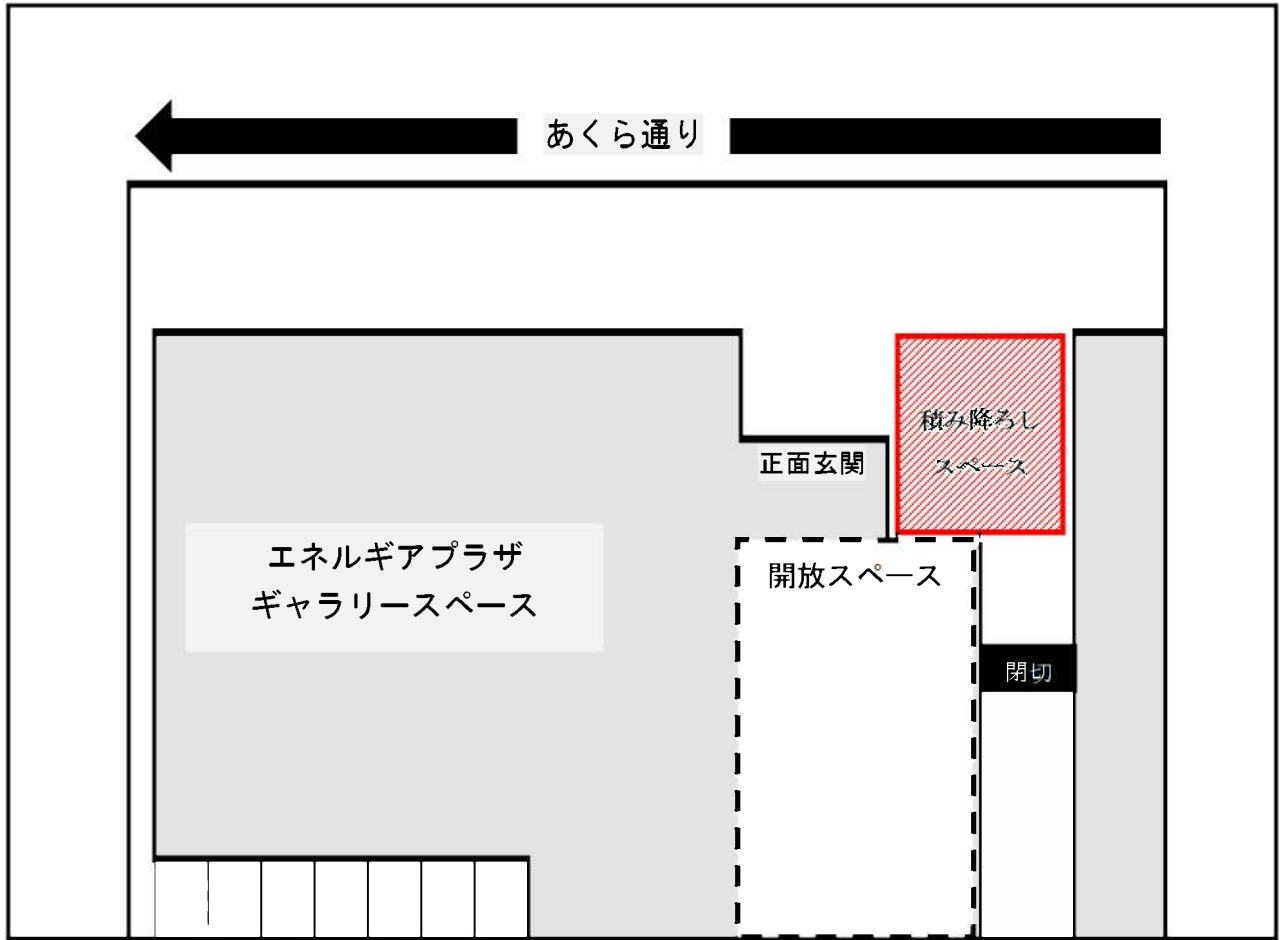 あくら通り
積み降ろし
スペース
正面玄関
エネルギアプラザ
ギャラリースペース
開放スペース
閉切